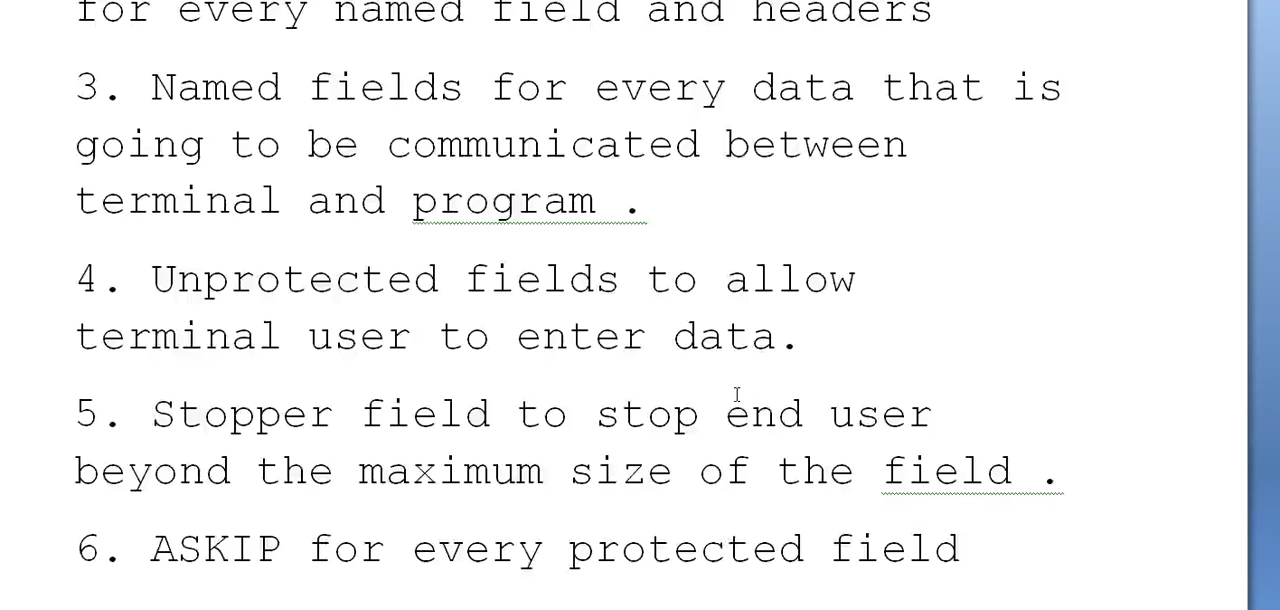 for every named field and headers
3. Named fields for every data that is
going to be communicated between
terminal and program .
4. Unprotected fields to allow
terminal user to enter data.
5. Stopper field to stop end user
beyond the maximum size of the field .
6. ASKIP for every protected field